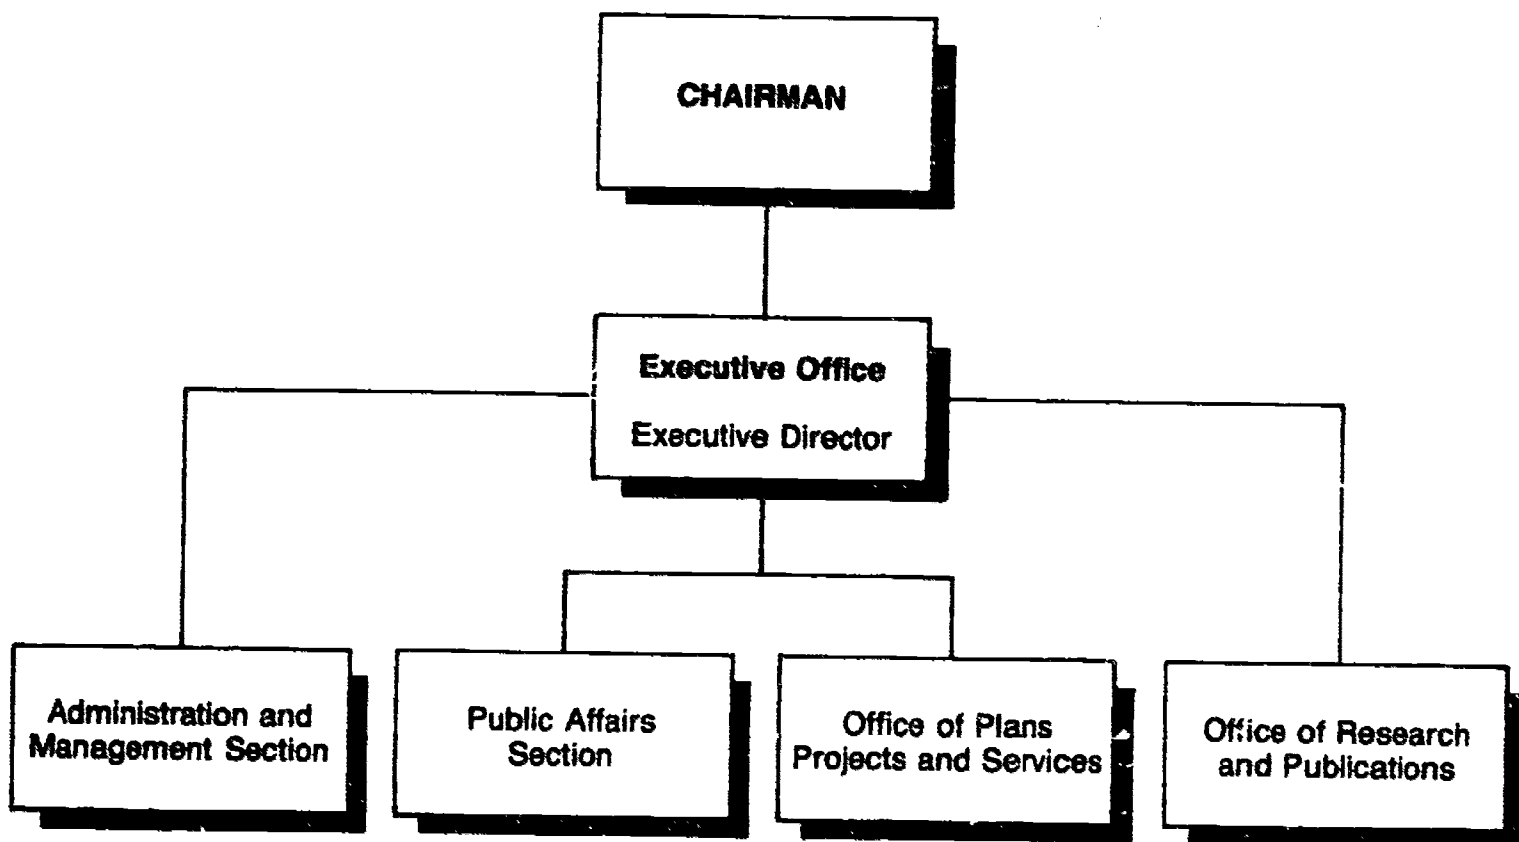 CHAIRMAN
Executive Office
Executive Director
Administration and
Management Section
Public Affairs
Section
Office of Plans
Projects and Services
Office of Research
and Publications